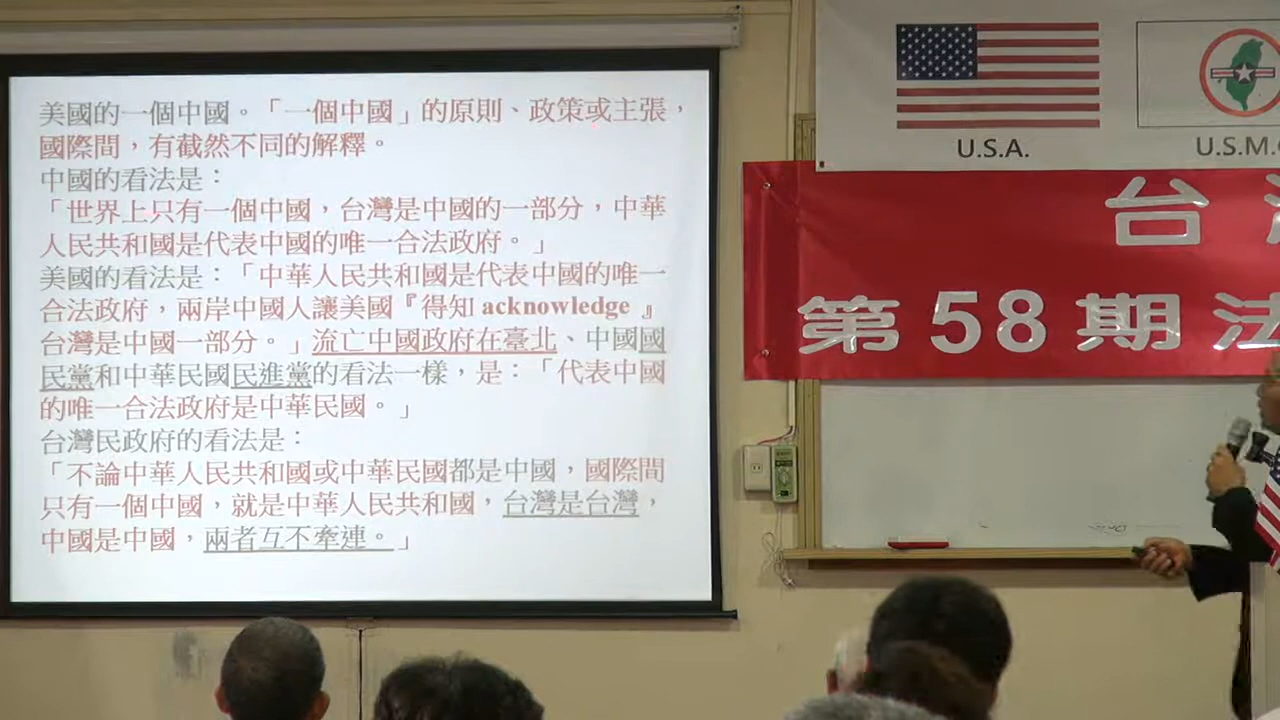 美國的一個中國。「一個中國」的原則、政策或主張，
國際間，有截然不同的解釋。
中國的看法是：
「世界上只有一個中國，台灣是中國的一部分，中華
人民共和國是代表中國的唯一合法政府。」
美國的看法是：「中華人民共和國是代表中國的唯一
合法政府，兩岸中國人讓美國『得知 acknowledge 』
台灣是中國一部分。」流亡中國政府在臺北、中國國
民黨和中華民國民進黨的看法一樣，是：「代表中國
的唯一合法政府是中華民國。」
台灣民政府的看法是：
「不論中華人民共和國或中華民國都是中國，國際間
只有一個中國，就是中華人民共和國，台灣是台灣，
中國是中國，兩者互不牽連。」
U.S.A.
U.S.M.
台
第 58 期 法